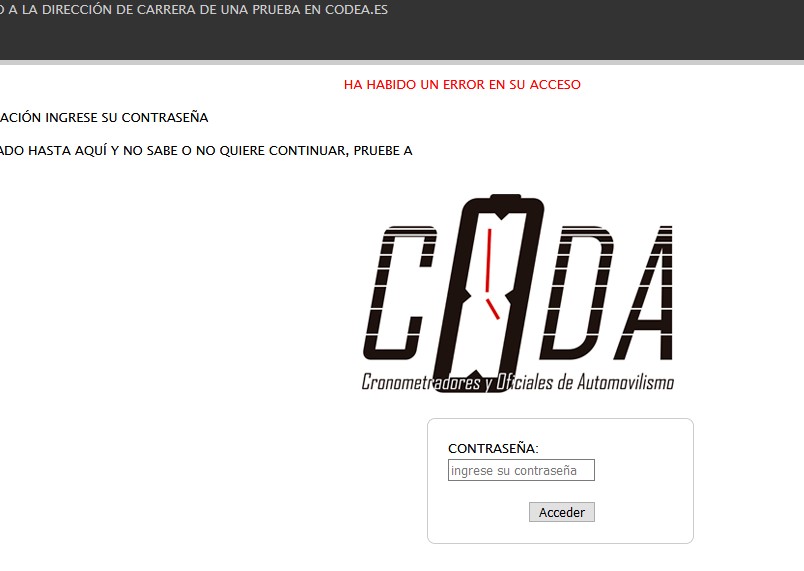 O A LA DIRECCIÓN DE CARRERA DE UNA PRUEBA EN CODEA.ES
HA HABIDO UN ERROR EN SU ACCESO
ACIÓN INGRESE SU CONTRASEÑA
ADO HASTA AQUÍ Y NO SABE O NO QUIERE CONTINUAR, PRUEBE A
CODA
Cronometradores y Oficiales de Automovilismo
CONTRASEÑA:
ingrese su contraseña
Acceder